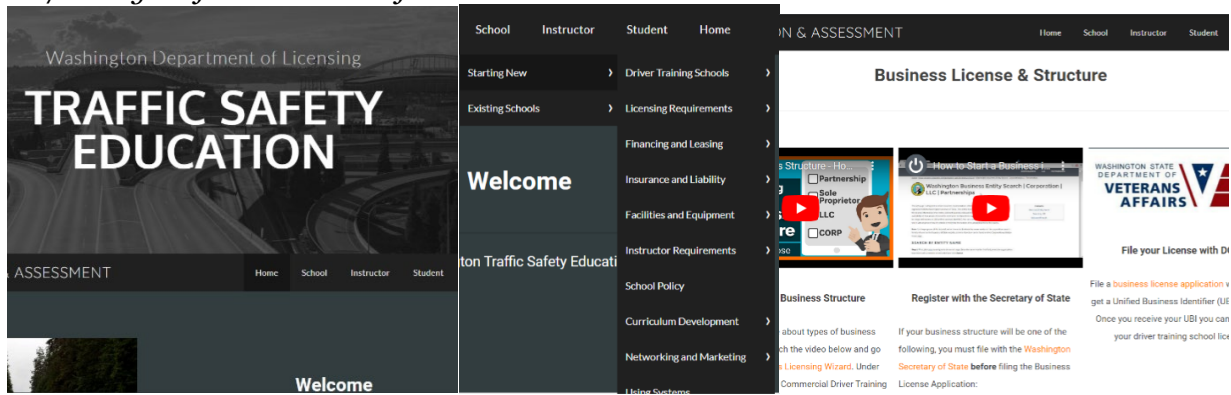 Washington Department of Licensing
TRAFFIC SAFETY
EDUCATION
ASSESSMENT
Home School Instructor Student
Welcome
School Instructor Student Home
Starting New
Existing Schools
Driver Training Schools
Licensing Requirements
Financing and Leasing
Insurance and Liability
Facilities and Equipment
Instructor Requirements
School Policy
Curriculum Development
Networking and Marketing
Using Systems
Welcome
ton Traffic Safety Educati
ON & ASSESSMENT
Home School Instructor Student
Business License & Structure
s Structure - Ho...
Partnership
Sole
Proprietor
LLC
CORP
Business Structure
about types of business
ch the video below and go
s Licensing Wizard. Under
Commercial Driver Training
How to Start a Business i
Washington Business Entity Search | Corporation |
LLC | Partnerships
Register with the Secretary of State
If your business structure will be one of the
following, you must file with the Washington
Secretary of State before filing the Business
License Application:
WASHINGTON STATE
DEPARTMENT OF
VETERANS
AFFAIRS
File your License with DO
File a business license application
get a Unified Business Identifier (UB
Once you receive your UBI you can
your driver training school lice